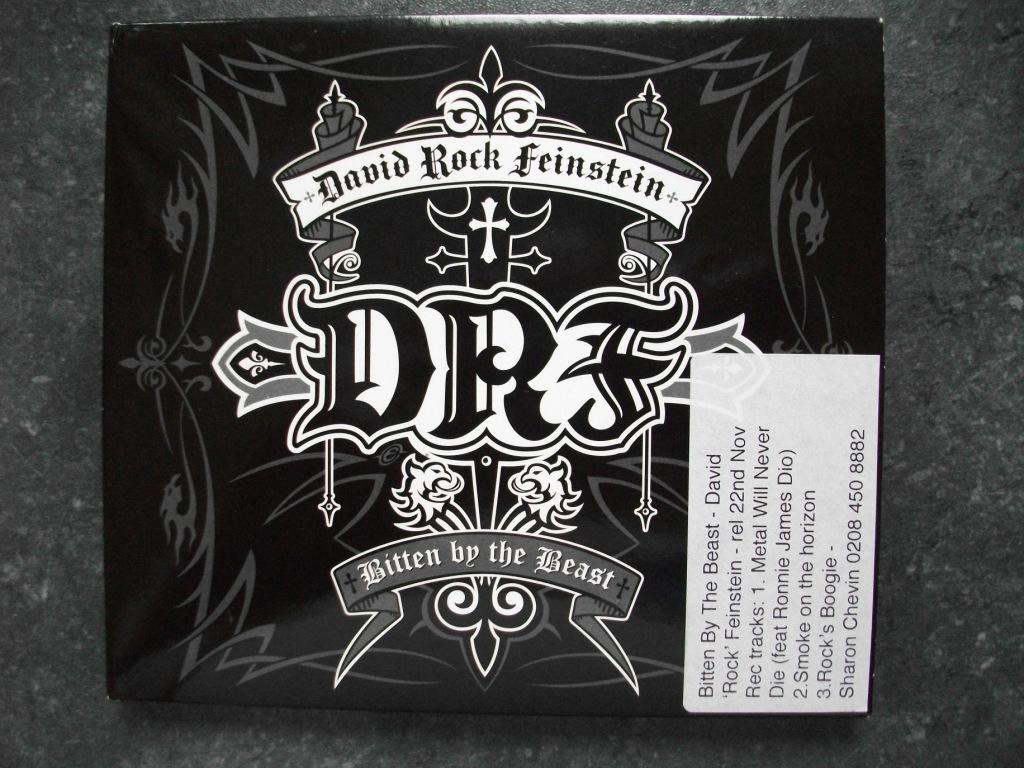 David Rock Feinstein
DRF
©
Bitten by the Beast
Bitten By The Beast - David
'Rock' Feinstein - rel 22nd Nov
Rec tracks: 1. Metal Will Never
Die (feat Ronnie James Dio)
2.Smoke on the horizon
3.Rock's Boogie -
Sharon Chevin 0208 450 8882